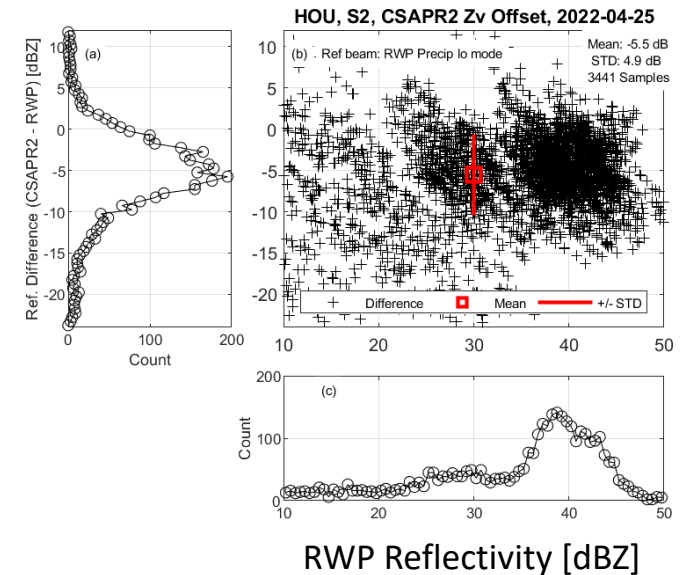 HOU, S2, CSAPR2 Zv Offset, 2022-04-25
Ref. Difference (CSAPR2 - RWP) [dBZ]
(a)
10
5
0
-5
-10
-15
-20
0
100
200
Count
(b) Ref beam: RWP Precip lo mode
Mean: -5.5 dB
STD: 4.9 dB
3441 Samples
10
5
0
-5
-10
-15
-20
Difference
Mean
+/- STD
10
20
30
40
50
(c)
Count
200
100
0
10
20
30
40
50
RWP Reflectivity [dBZ]